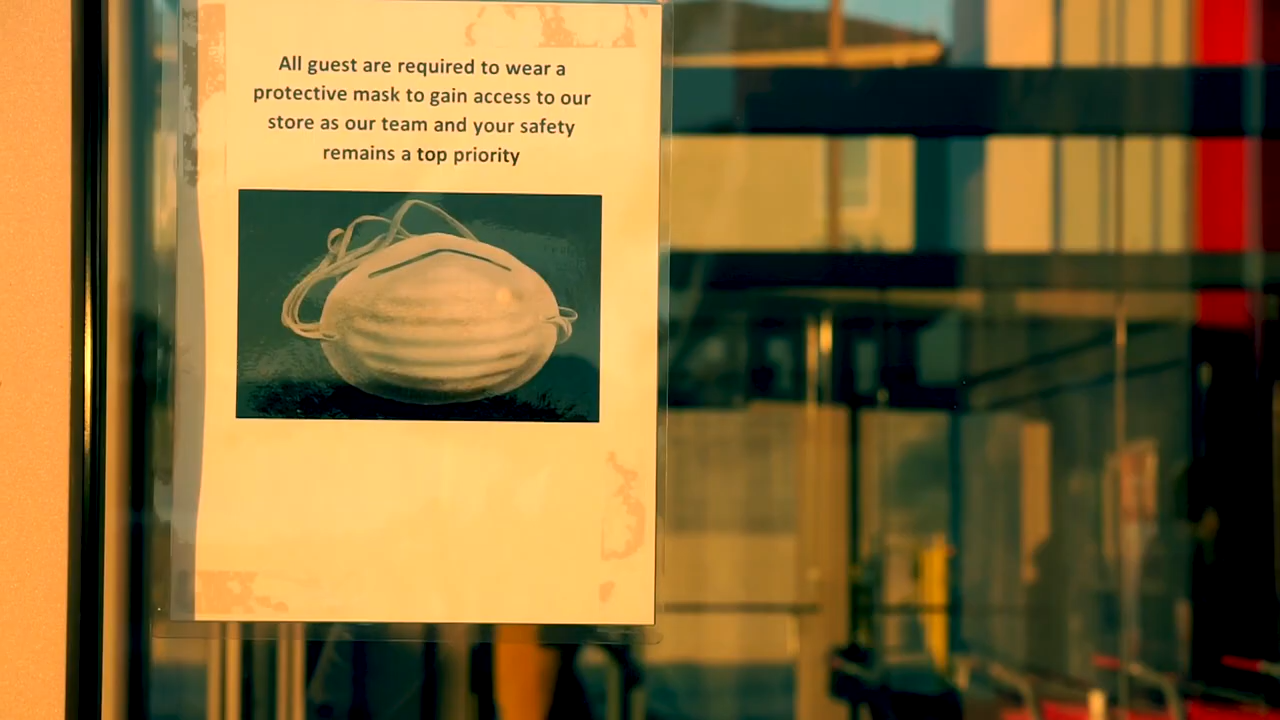 All guest are required to wear a
protective mask to gain access to our
store as our team and your safety
remains a top priority